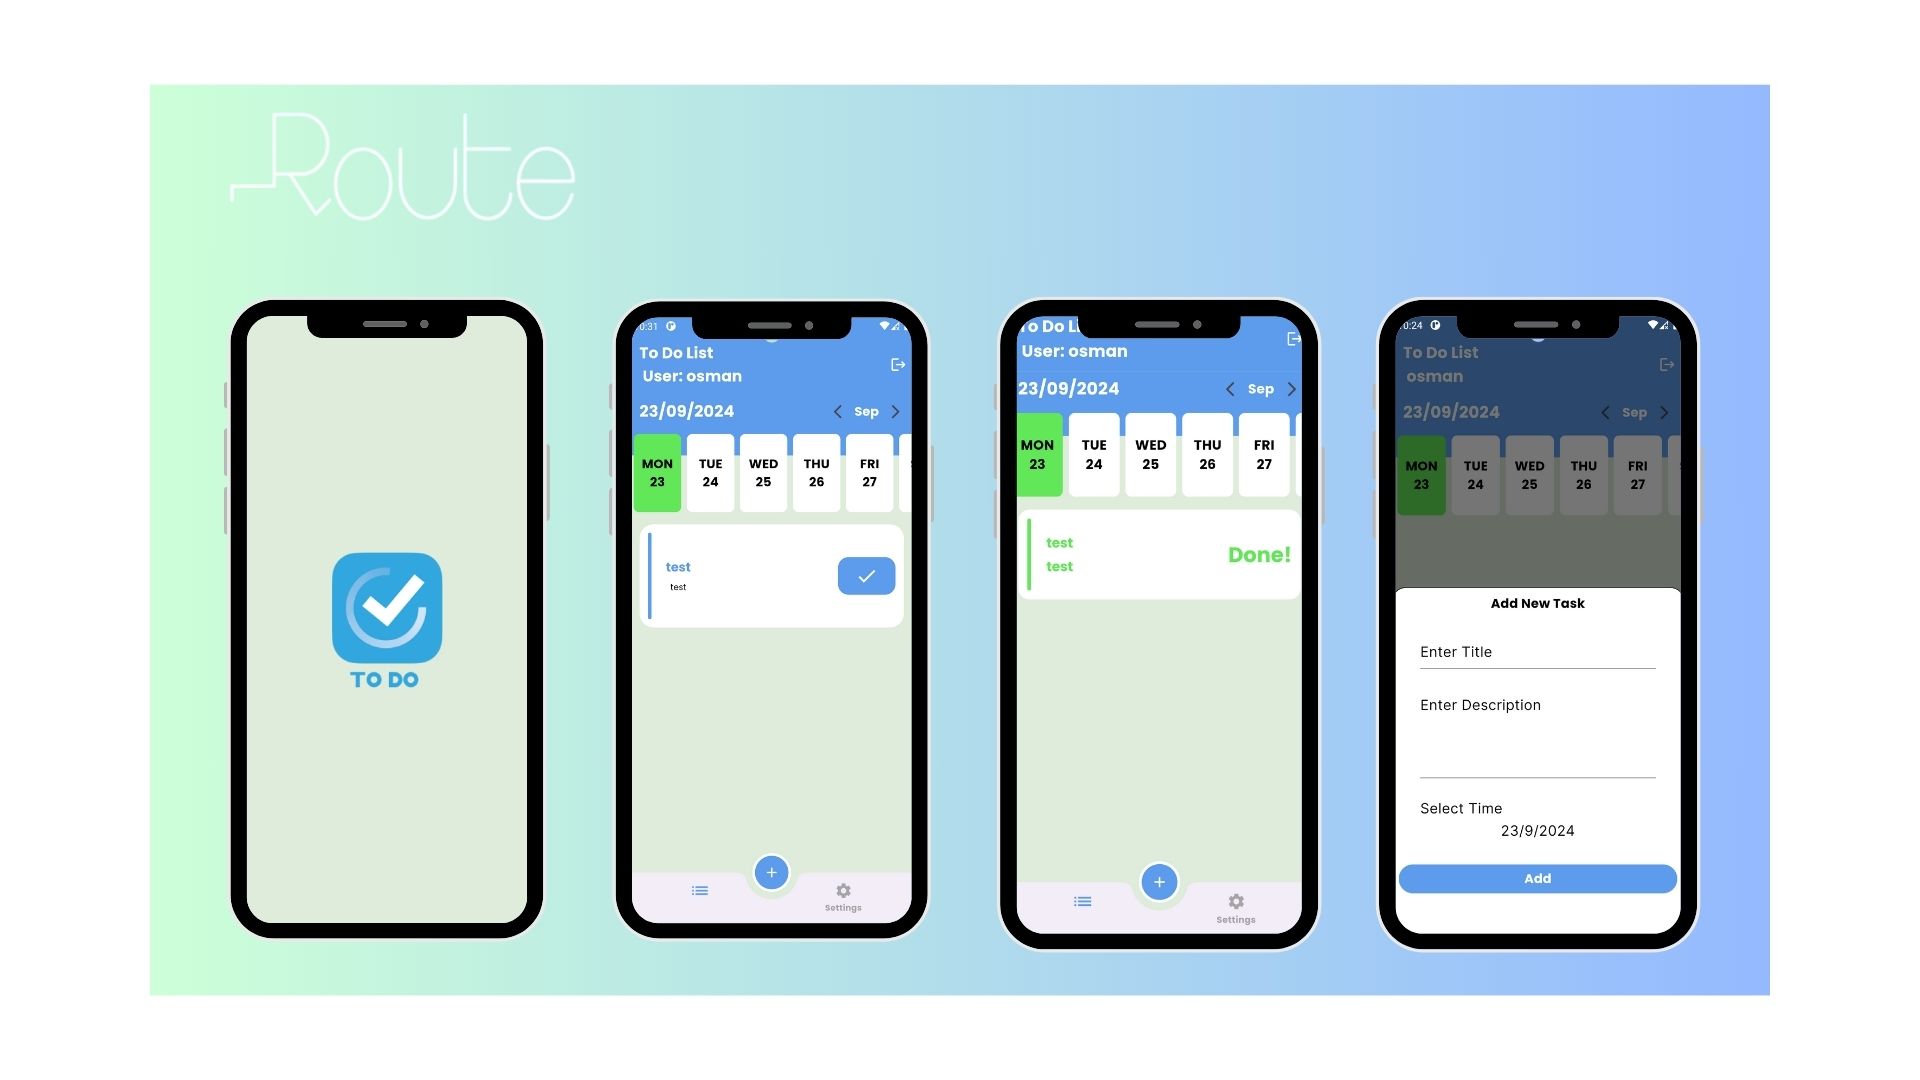 Route
TO DO
0:31
To Do List
User: osman
23/09/2024
Sep
MON TUE WED THU FRI
23 24 25 26 27
test
test
Settings
To Do Li
User: osman
23/09/2024
Sep
MON TUE WED THU FRI
23 24 25 26 27
test
test
Done!
Settings
0:24
To Do List
osman
23/09/2024
Sep
MON TUE WED THU FRI
23 24 25 26 27
Add New Task
Enter Title
Enter Description
Select Time
23/9/2024
Add